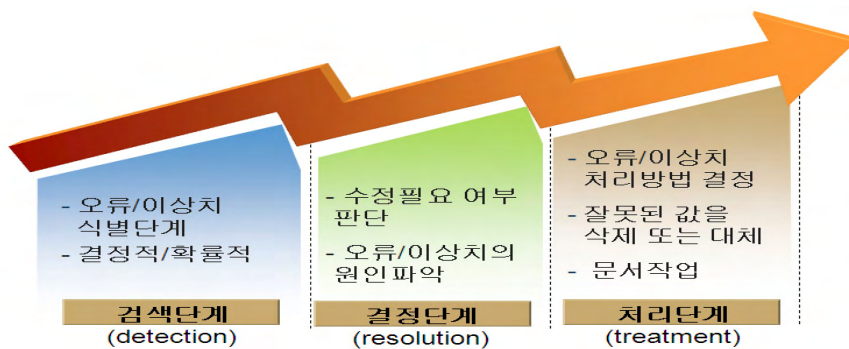 - 오류/이상치
식별단계
- 결정적/확률적
검색단계
(detection)
- 수정필요 여부
판단
- 오류/이상치의
원인파악
결정단계
(resolution)
- 오류/이상치
처리방법 결정
- 잘못된 값을
삭제 또는 대체
- 문서작업
처리단계
(treatment)